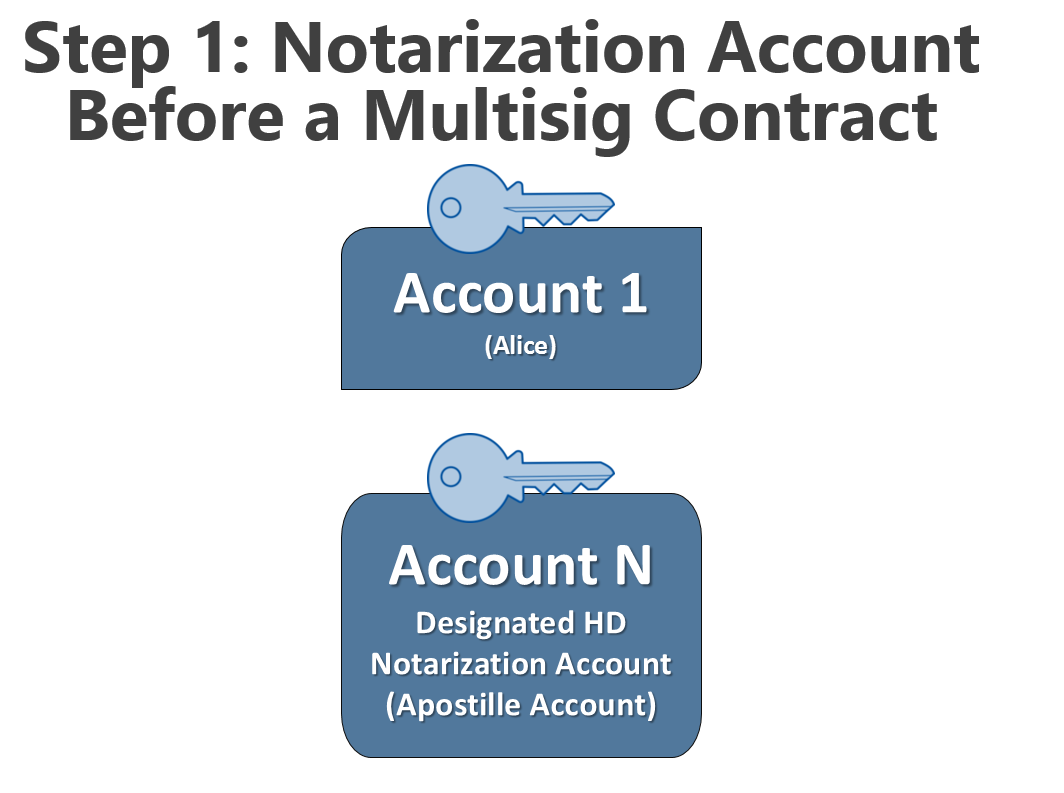 Step 1: Notarization Account
Before a Multisig Contract
Account 1
(Alice)
Account N
Designated HD
Notarization Account
(Apostille Account)